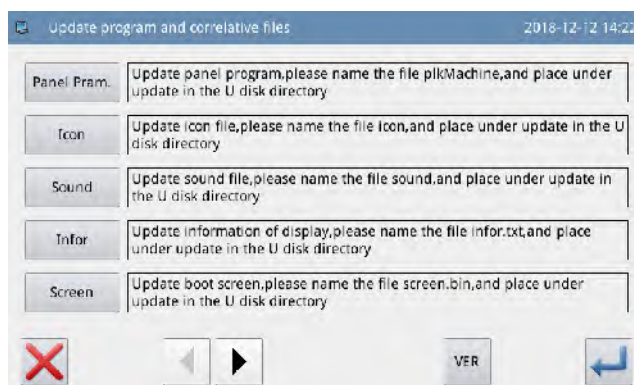 Update program and correlative files 2018-12-12 14:22
Panel Pram.
Update panel program,please name the file plkMachine,and place under
update in the U disk directory
Icon
Update icon file,please name the file icon,and place under update in the U
disk directory
Sound
Update sound file,please name the file sound,and place under update in
the U disk directory
Infor
Update information of display,please name the file infor.txt,and place
under update in the U disk directory
Screen
Update boot screen,please name the file screen.bin,and place under
update in the U disk directory
VER